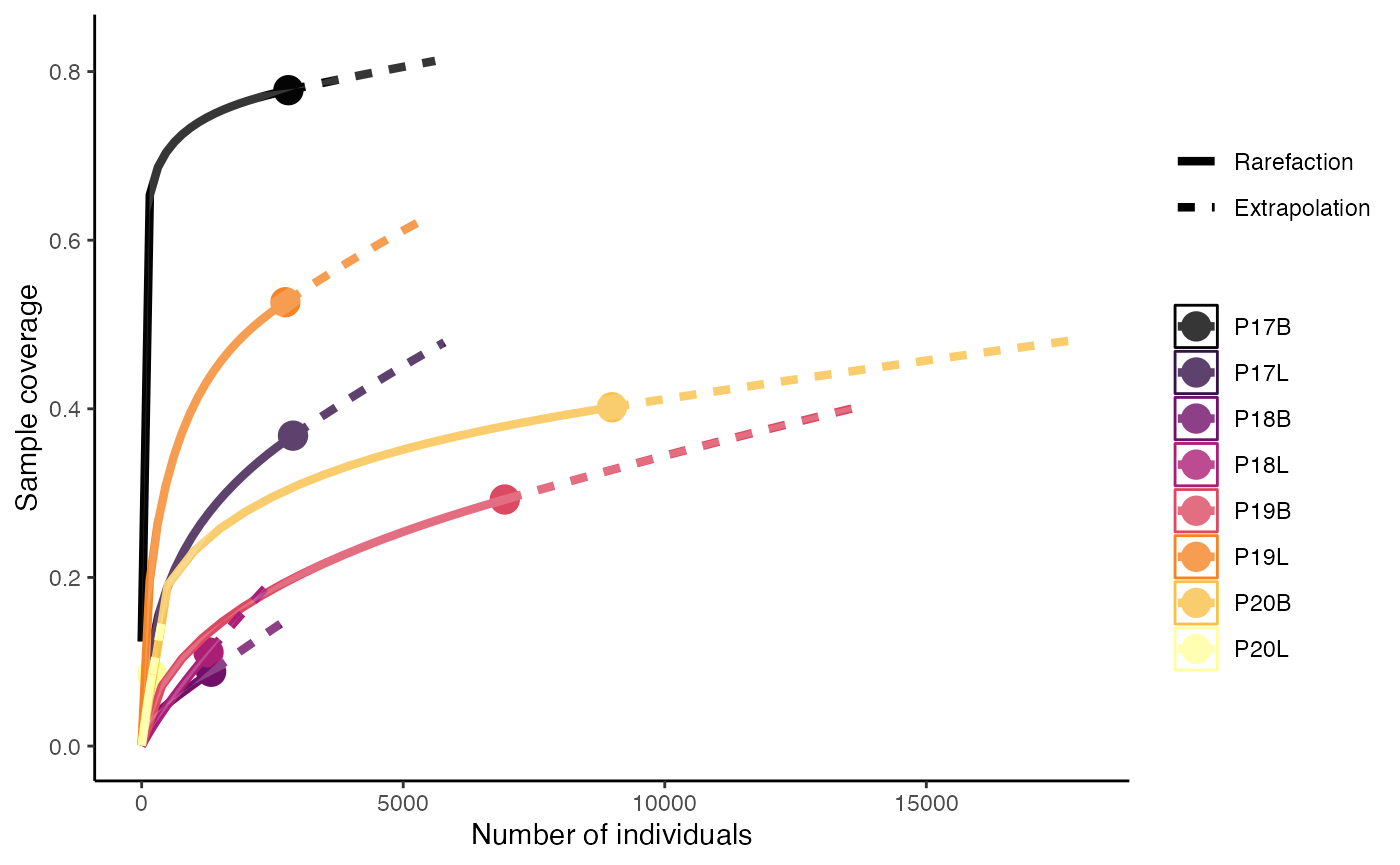 0.8
0.6
0.4
0.2
0.0
Sample coverage
0
5000
10000
15000
Number of individuals
Rarefaction
Extrapolation
P17B
P17L
P18B
P18L
P19B
P19L
P20B
P20L